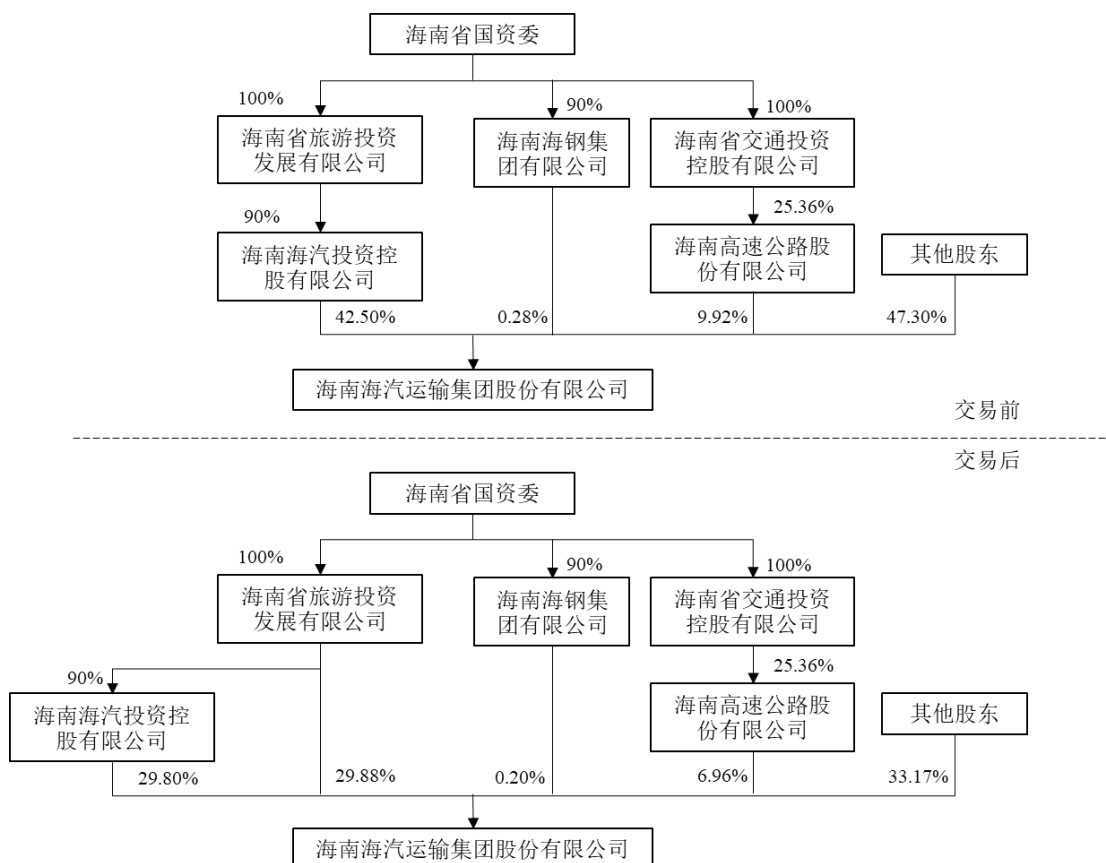 海南省国资委
100%
90%
100%
海南省旅游投资
发展有限公司
海南海钢集
团有限公司
海南省交通投资
控股有限公司
90%
25.36%
海南海汽投资控
股有限公司
海南高速公路股
份有限公司
其他股东
42.50%
0.28%
9.92%
47.30%
海南海汽运输集团股份有限公司
交易前
交易后
海南省国资委
100%
90%
100%
海南省旅游投资
发展有限公司
海南海钢集
团有限公司
海南省交通投资
控股有限公司
90%
25.36%
海南海汽投资控
股有限公司
海南高速公路股
份有限公司
其他股东
29.80%
29.88%
0.20%
6.96%
33.17%
海南海汽运输集团股份有限公司